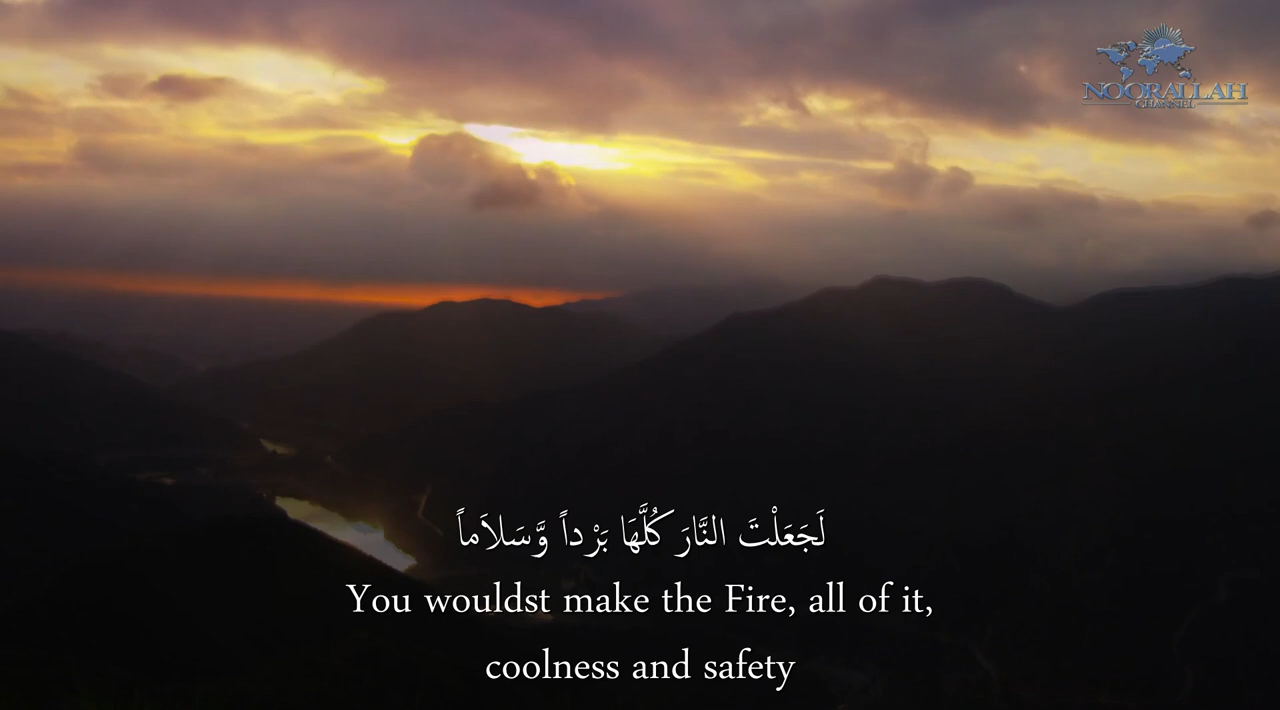 NOORALLAH
CHANNEL
لَجَعَلْتَ النَّارَ كُلَّهَا بَرْداً وَّسَلاَماً
You wouldst make the Fire, all of it,
coolness and safety